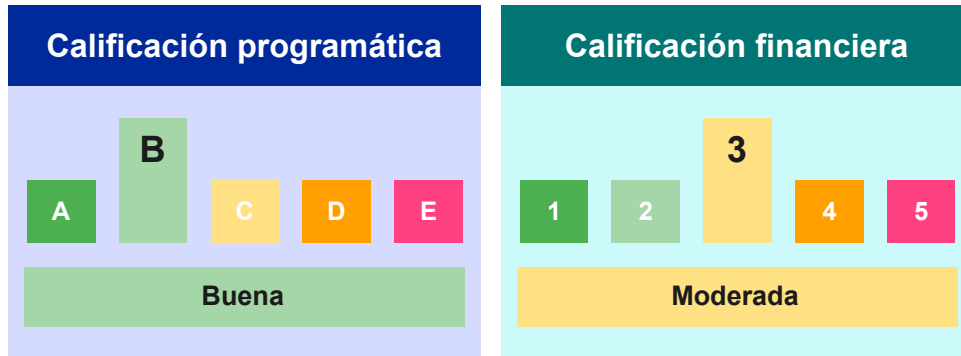 Calificación programática
B
A
C
D
E
Buena
Calificación financiera
3
1
2
4
5
Moderada